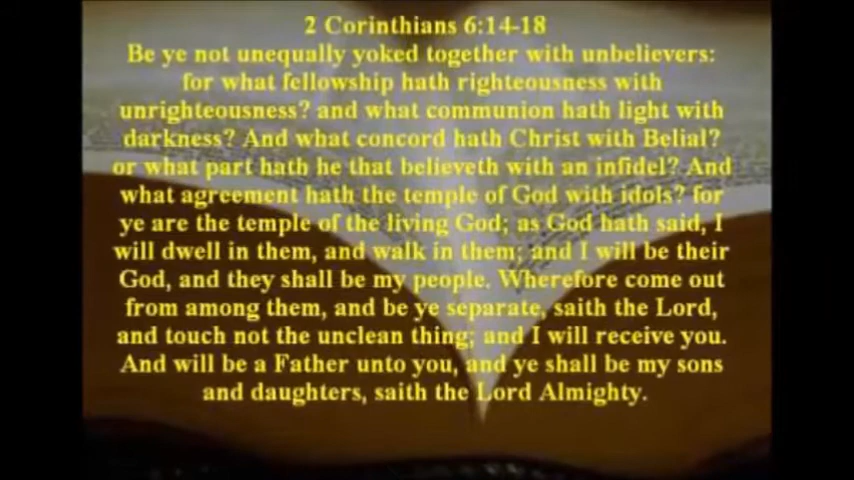 2 Corinthians 6:14-18
Be ye not unequally yoked together with unbelievers:
for what fellowship hath righteousness with
unrighteousness? and what communion hath light with
darkness? And what concord hath Christ with Belial?
or what part hath he that believeth with an infidel? And
what agreement hath the temple of God with idols? for
ye are the temple of the living God; as God hath said, I
will dwell in them, and walk in them; and I will be their
God, and they shall be my people. Wherefore come out
from among them, and be ye separate, saith the Lord,
and touch not the unclean thing; and I will receive you.
And will be a Father unto you, and ye shall be my sons
and daughters, saith the Lord Almighty.